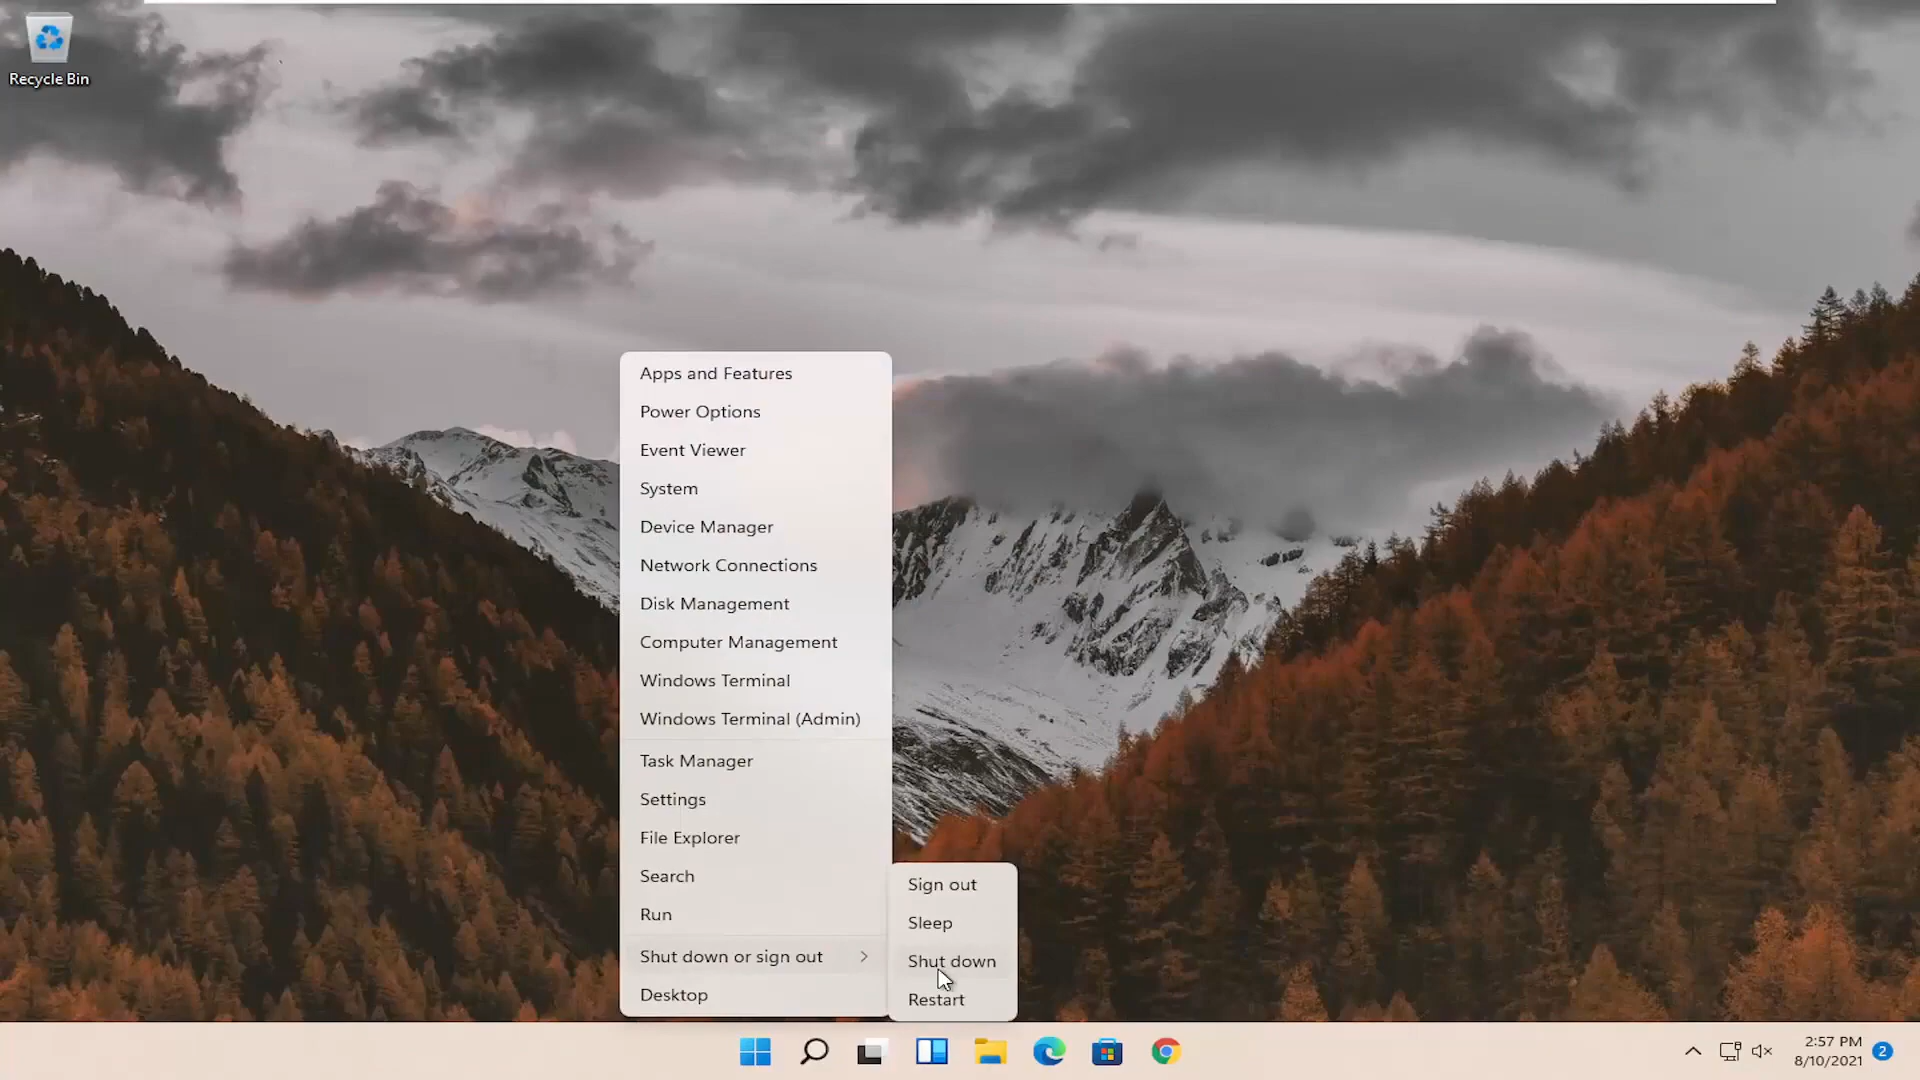 Recycle Bin
Apps and Features
Power Options
Event Viewer
System
Device Manager
Network Connections
Disk Management
Computer Management
Windows Terminal
Windows Terminal (Admin)
Task Manager
Settings
File Explorer
Search
Run
Shut down or sign out
Desktop
Sign out
Sleep
Shut down
Restart
2:57 PM
8/10/2021
2